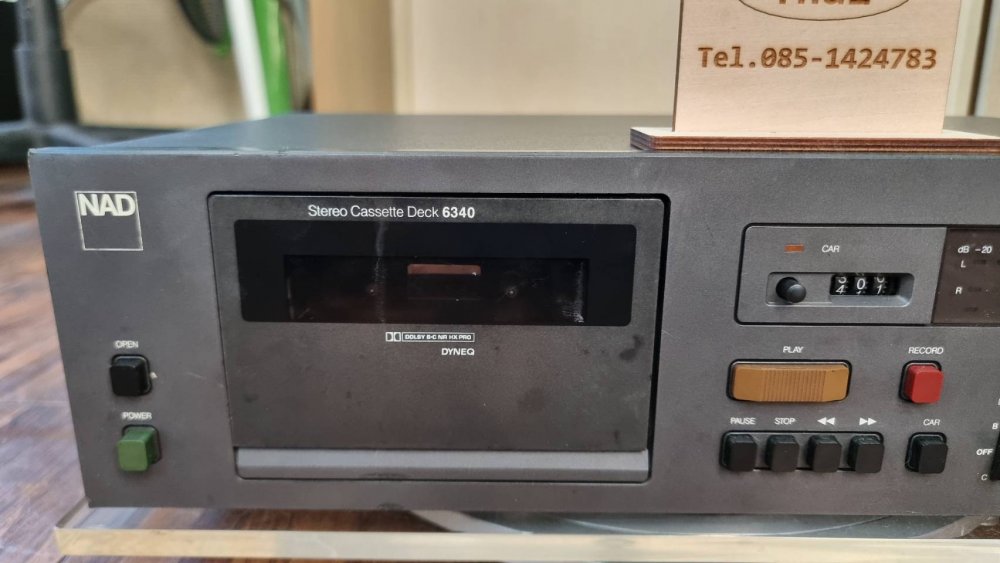 Tel.085-1424783
NAD
Stereo Cassette Deck 6340
DOLBY B·C NR HX PRO
DYNEQ
OPEN
POWER
CAR
dB -20
L
R
PLAY
RECORD
PAUSE STOP ◀◀ ▶▶ CAR
B
OFF
C